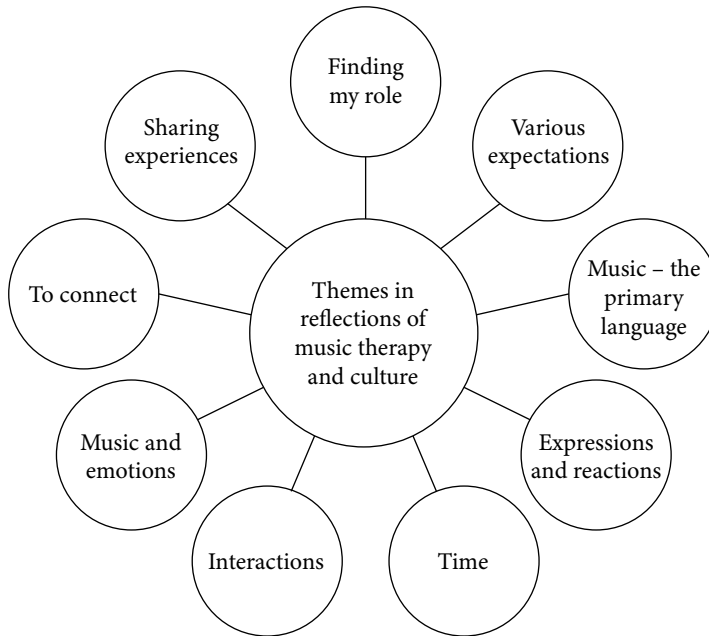 Finding
my role
Various
expectations
Music – the
primary
language
Expressions
and reactions
Time
Interactions
Music and
emotions
To connect
Sharing
experiences
Themes in
reflections of
music therapy
and culture